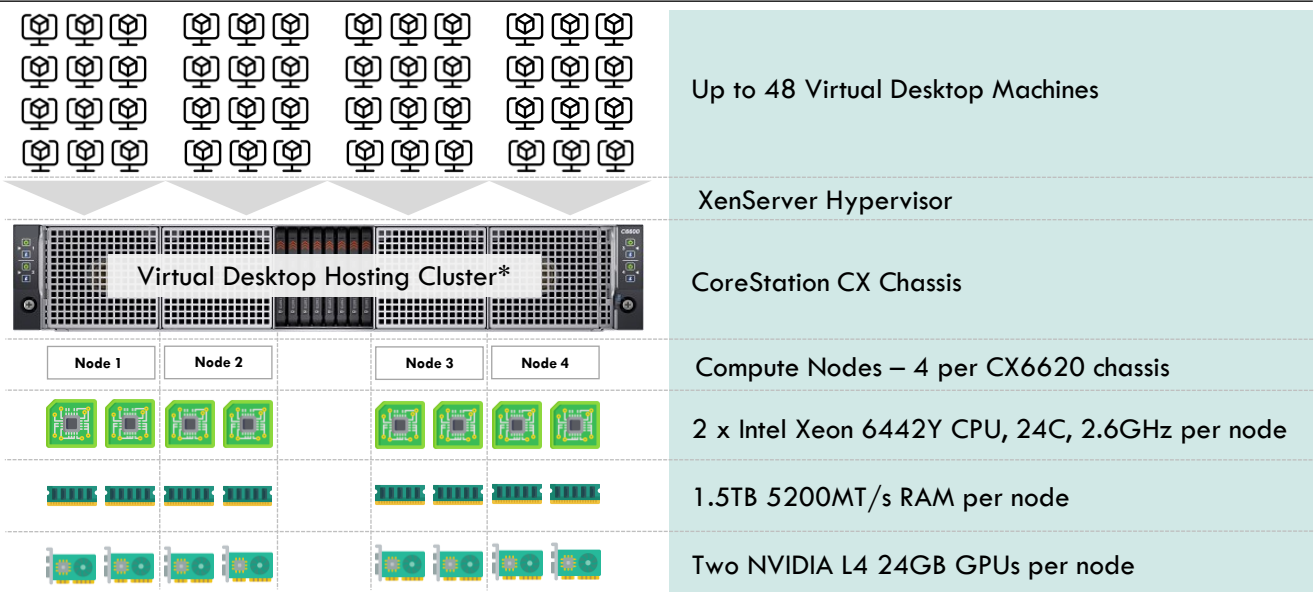 Up to 48 Virtual Desktop Machines
XenServer Hypervisor
C6600
Virtual Desktop Hosting Cluster*
CoreStation CX Chassis
Node 1
Node 2
Node 3
Node 4
Compute Nodes – 4 per CX6620 chassis
2 x Intel Xeon 6442Y CPU, 24C, 2.6GHz per node
1.5TB 5200MT/s RAM per node
Two NVIDIA L4 24GB GPUs per node